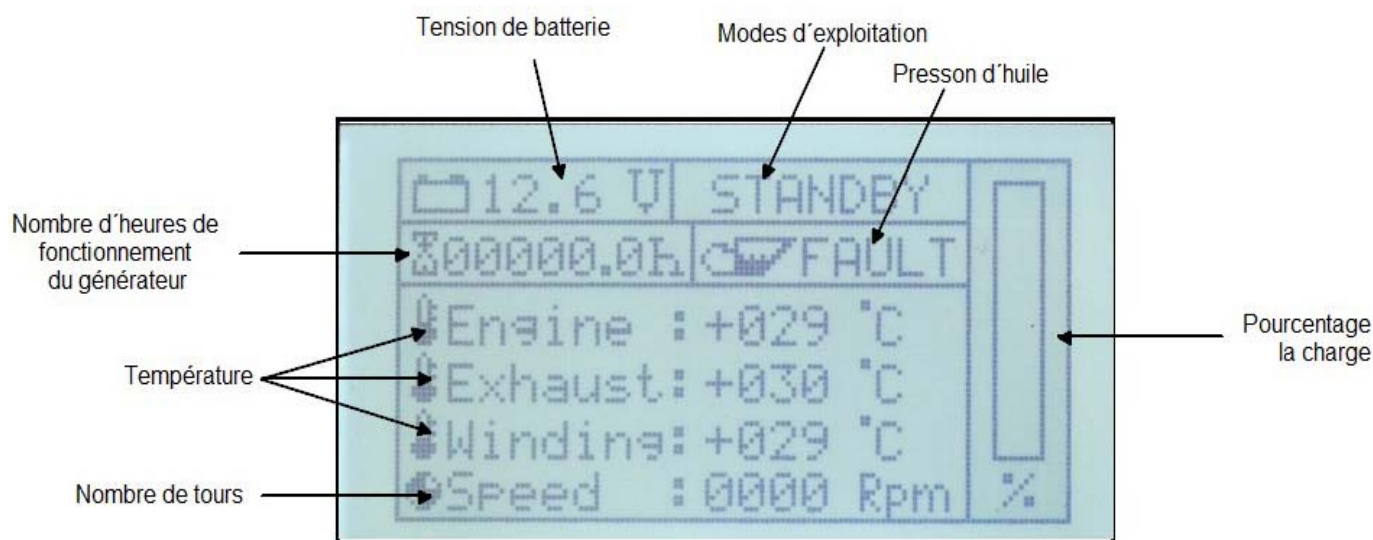 Tension de batterie
Modes d´exploitation
Presson d´huile
12.6 V
STANDBY
Nombre d´heures de
fonctionnement
du générateur
00000.0h
FAULT
Engine : +029 °C
Pourcentage
la charge
Température
Exhaust: +030 °C
Winding: +029 °C
Nombre de tours
Speed : 0000 Rpm
%